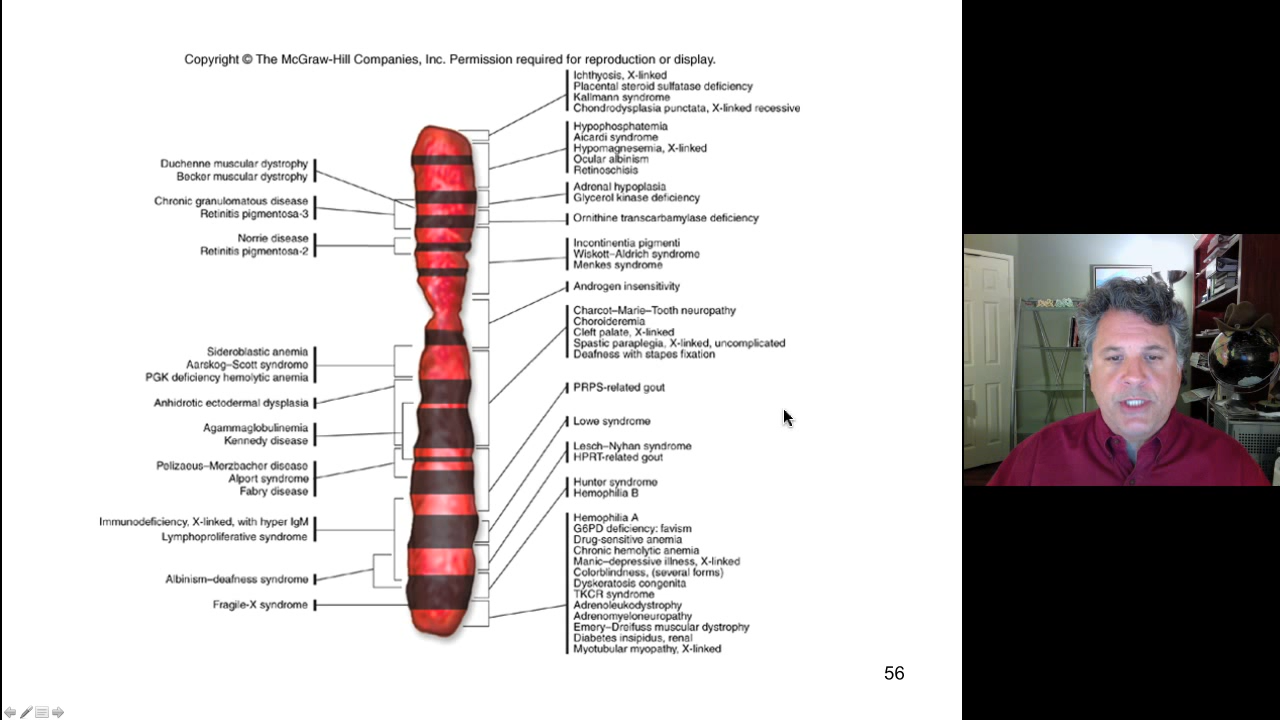 Copyright © The McGraw-Hill Companies, Inc. Permission required for reproduction or display.
Duchenne muscular dystrophy
Becker muscular dystrophy
Chronic granulomatous disease
Retinitis pigmentosa-3
Norrie disease
Retinitis pigmentosa-2
Sideroblastic anemia
Aarskog–Scott syndrome
PGK deficiency hemolytic anemia
Anhidrotic ectodermal dysplasia
Agammaglobulinemia
Kennedy disease
Pelizaeus–Merzbacher disease
Alport syndrome
Fabry disease
Immunodeficiency, X-linked, with hyper IgM
Lymphoproliferative syndrome
Albinism–deafness syndrome
Fragile-X syndrome
Ichthyosis, X-linked
Placental steroid sulfatase deficiency
Kallmann syndrome
Chondrodysplasia punctata, X-linked recessive
Hypophosphatemia
Aicardi syndrome
Hypomagnesemia, X-linked
Ocular albinism
Retinoschisis
Adrenal hypoplasia
Glycerol kinase deficiency
Ornithine transcarbamylase deficiency
Incontinentia pigmenti
Wiskott–Aldrich syndrome
Menkes syndrome
Androgen insensitivity
Charcot–Marie–Tooth neuropathy
Choroideremia
Cleft palate, X-linked
Spastic paraplegia, X-linked, uncomplicated
Deafness with stapes fixation
PRPS-related gout
Lowe syndrome
Lesch–Nyhan syndrome
HPRT-related gout
Hunter syndrome
Hemophilia B
Hemophilia A
G6PD deficiency: favism
Drug-sensitive anemia
Chronic hemolytic anemia
Manic–depressive illness, X-linked
Colorblindness, (several forms)
Dyskeratosis congenita
TKCR syndrome
Adrenoleukodystrophy
Adrenomyeloneuropathy
Emery–Dreifuss muscular dystrophy
Diabetes insipidus, renal
Myotubular myopathy, X-linked
56